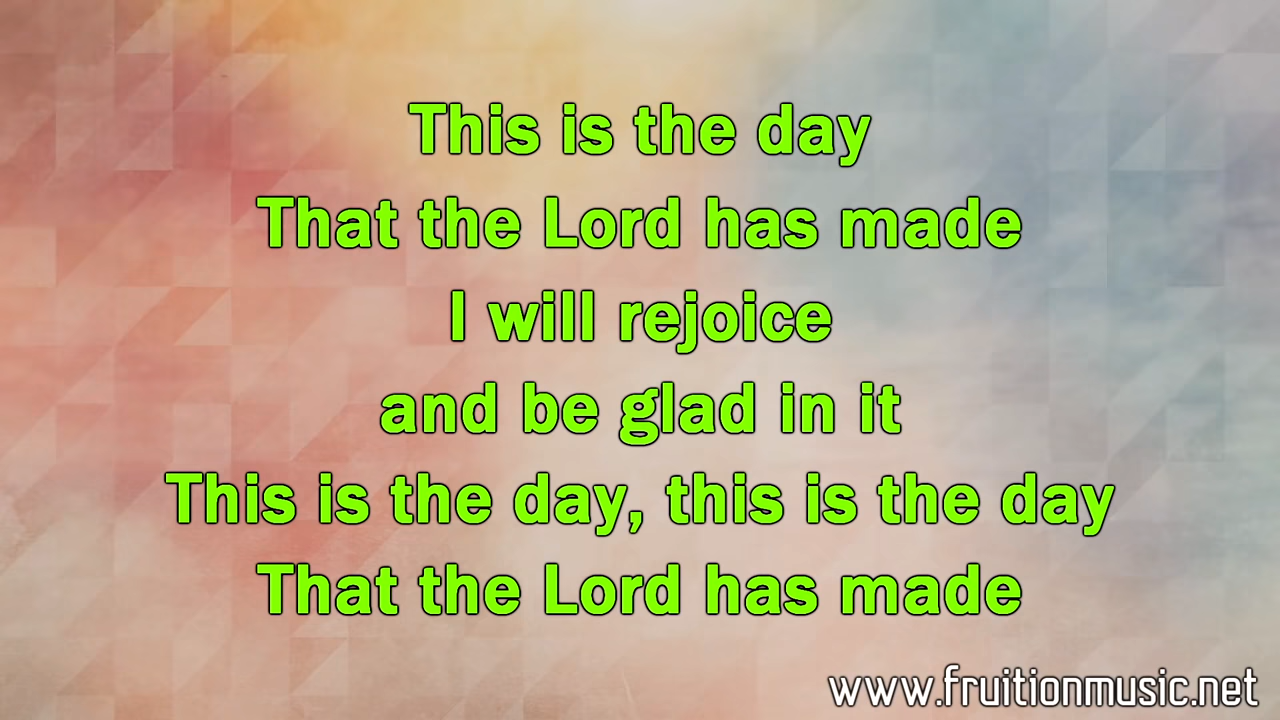 This is the day
That the Lord has made
I will rejoice
and be glad in it
This is the day, this is the day
That the Lord has made
www.fruitionmusic.net